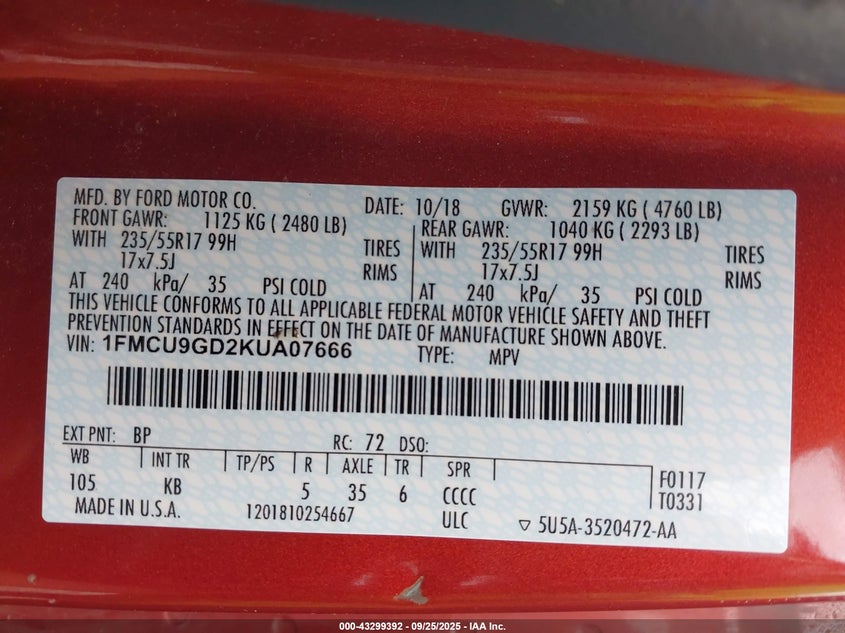 MFD. BY FORD MOTOR CO. DATE: 10/18 GVWR: 2159 KG ( 4760 LB)
FRONT GAWR: 1125 KG ( 2480 LB) REAR GAWR: 1040 KG ( 2293 LB)
WITH 235/55R17 99H TIRES WITH 235/55R17 99H TIRES
17x7.5J RIMS 17x7.5J RIMS
AT 240 kPa/ 35 PSI COLD AT 240 kPa/ 35 PSI COLD
THIS VEHICLE CONFORMS TO ALL APPLICABLE FEDERAL MOTOR VEHICLE SAFETY AND THEFT
PREVENTION STANDARDS IN EFFECT ON THE DATE OF MANUFACTURE SHOWN ABOVE.
VIN: 1FMCU9GD2KUA07666 TYPE: MPV
EXT PNT: BP RC: 72 DSO:
WB INT TR TP/PS R AXLE TR SPR F0117
105 KB 5 35 6 CCCC T0331
MADE IN U.S.A. 1201810254667 ULC ▽ 5U5A-3520472-AA
000-43299392 - 09/25/2025 - IAA Inc.